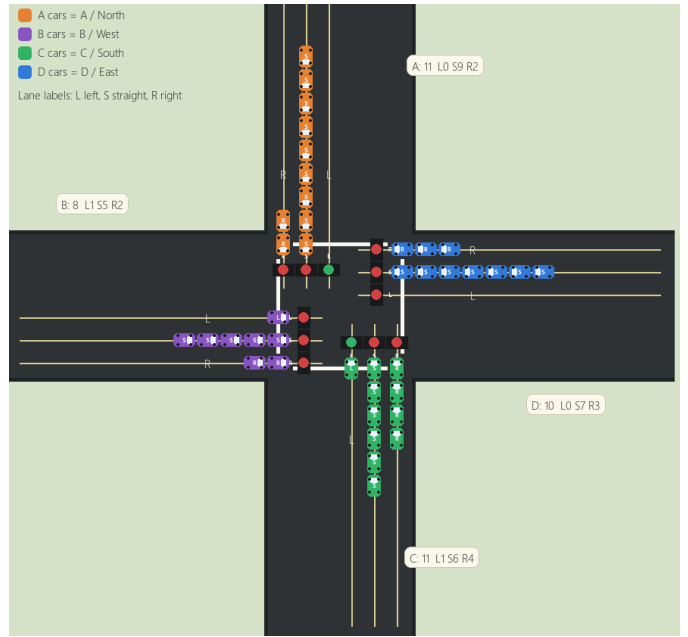 A cars = A / North
B cars = B / West
C cars = C / South
D cars = D / East
Lane labels: L left, S straight, R right
A: 11 L0 S9 R2
R
L
B: 8 L1 S5 R2
R
L
L
R
D: 10 L0 S7 R3
L
C: 11 L1 S6 R4